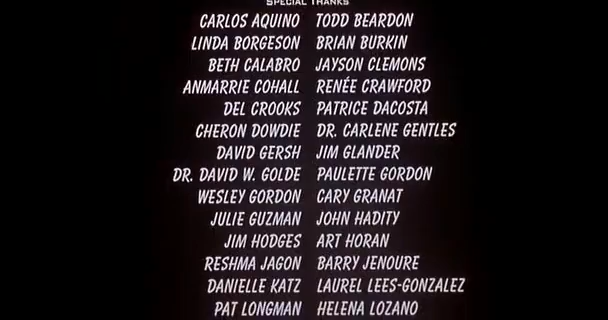 SPECIAL THANKS
CARLOS AQUINO TODD BEARDON
LINDA BORGESON BRIAN BURKIN
BETH CALABRO JAYSON CLEMONS
ANMARRIE COHALL RENÉE CRAWFORD
DEL CROOKS PATRICE DACOSTA
CHERON DOWDIE DR. CARLENE GENTLES
DAVID GERSH JIM GLANDER
DR. DAVID W. GOLDE PAULETTE GORDON
WESLEY GORDON CARY GRANAT
JULIE GUZMAN JOHN HADITY
JIM HODGES ART HORAN
RESHMA JAGON BARRY JENOURE
DANIELLE KATZ LAUREL LEES-GONZALEZ
PAT LONGMAN HELENA LOZANO